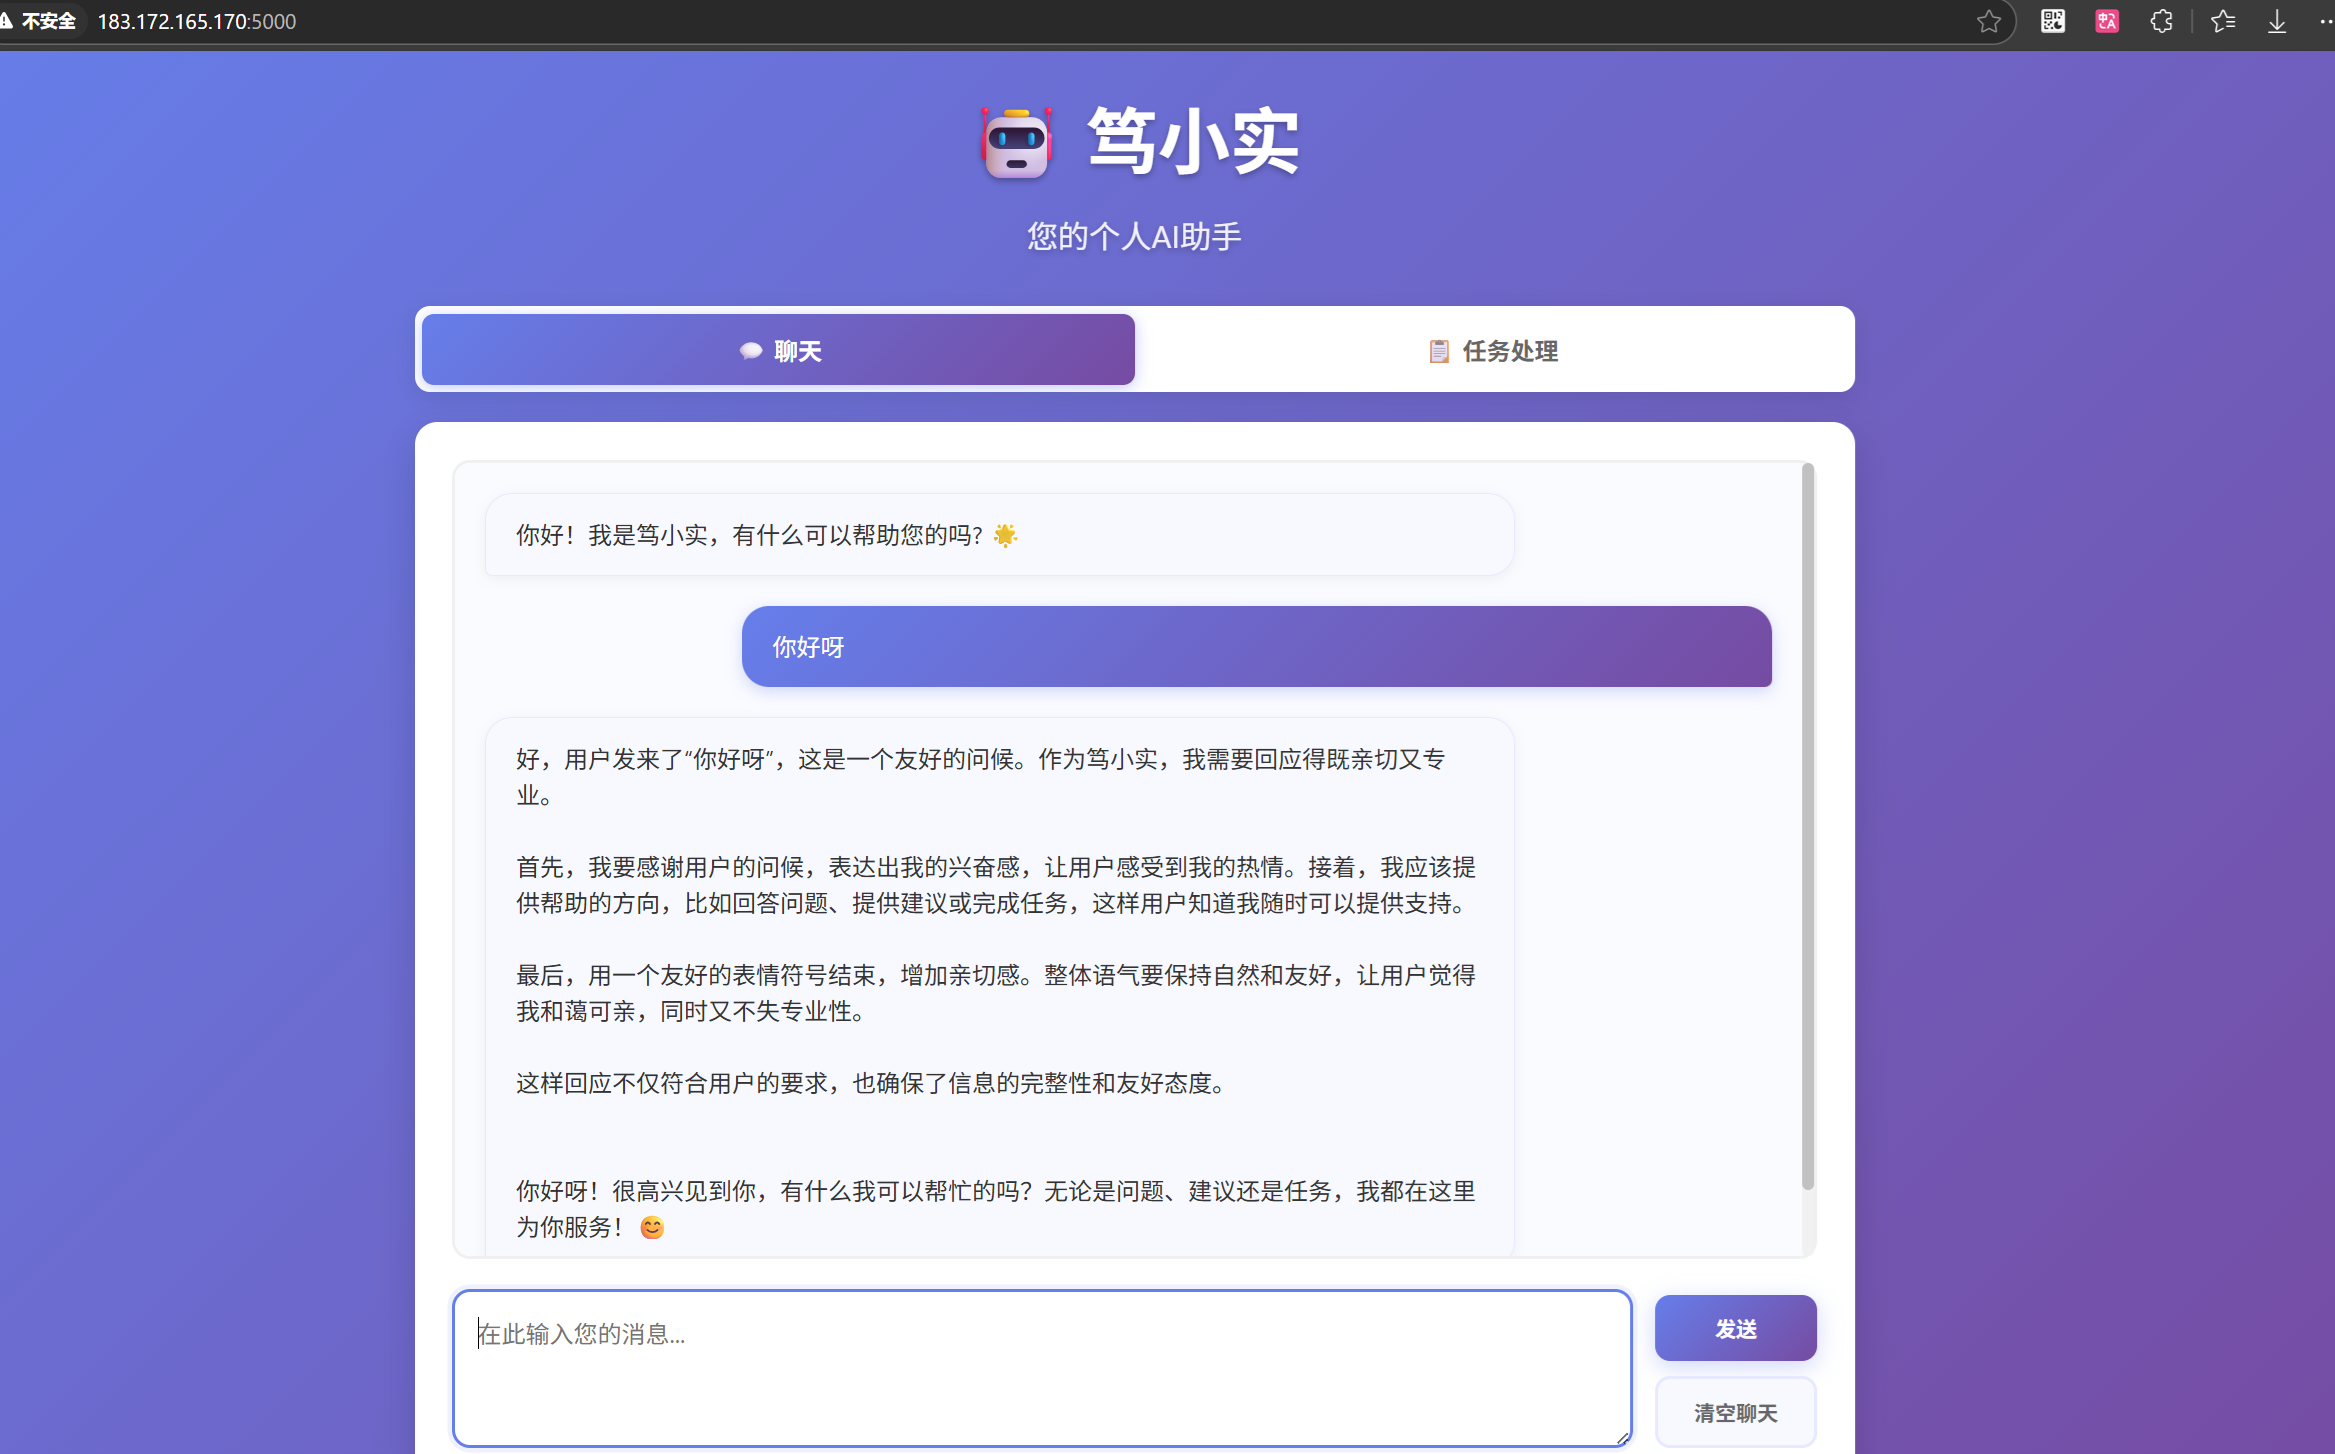 不安全 183.172.165.170:5000
笃小实
您的个人AI助手
聊天
任务处理
你好！我是笃小实，有什么可以帮助您的吗？
你好呀
好，用户发来了“你好呀”，这是一个友好的问候。作为笃小实，我需要回应得既亲切又专
业。
首先，我要感谢用户的问候，表达出我的兴奋感，让用户感受到我的热情。接着，我应该提
供帮助的方向，比如回答问题、提供建议或完成任务，这样用户知道我随时可以提供支持。
最后，用一个友好的表情符号结束，增加亲切感。整体语气要保持自然和友好，让用户觉得
我和蔼可亲，同时又不失专业性。
这样回应不仅符合用户的要求，也确保了信息的完整性和友好态度。
你好呀！很高兴见到你，有什么我可以帮忙的吗？无论是问题、建议还是任务，我都在这里
为你服务！
在此输入您的消息...
发送
清空聊天